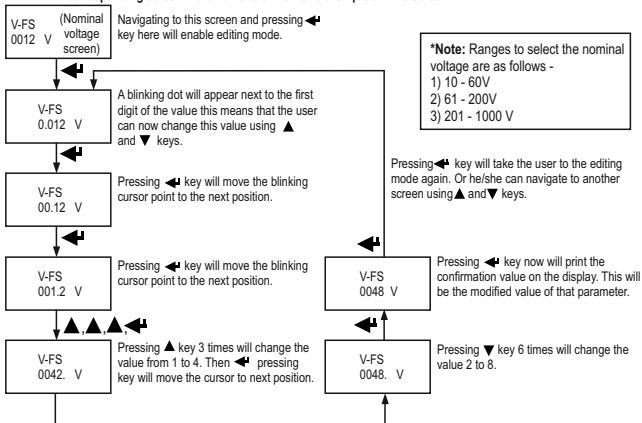 V-FS (Nominal
0012 V voltage
screen)
Navigating to this screen and pressing
key here will enable editing mode.
*Note: Ranges to select the nominal
voltage are as follows -
1) 10 - 60V
2) 61 - 200V
3) 201 - 1000 V
V-FS
0.012 V
A blinking dot will appear next to the first
digit of the value this means that the user
can now change this value using ▲
and ▼ keys.
V-FS
00.12 V
Pressing key will move the blinking
cursor point to the next position.
V-FS
001.2 V
Pressing key will move the blinking
cursor point to the next position.
▲,▲,▲,
V-FS
0042. V
Pressing ▲ key 3 times will change the
value from 1 to 4. Then pressing
key will move the cursor to next position.
Pressing key will take the user to the editing
mode again. Or he/she can navigate to another
screen using ▲ and ▼ keys.
V-FS
0048 V
Pressing key now will print the
confirmation value on the display. This will
be the modified value of that parameter.
V-FS
0048. V
Pressing ▼ key 6 times will change the
value 2 to 8.